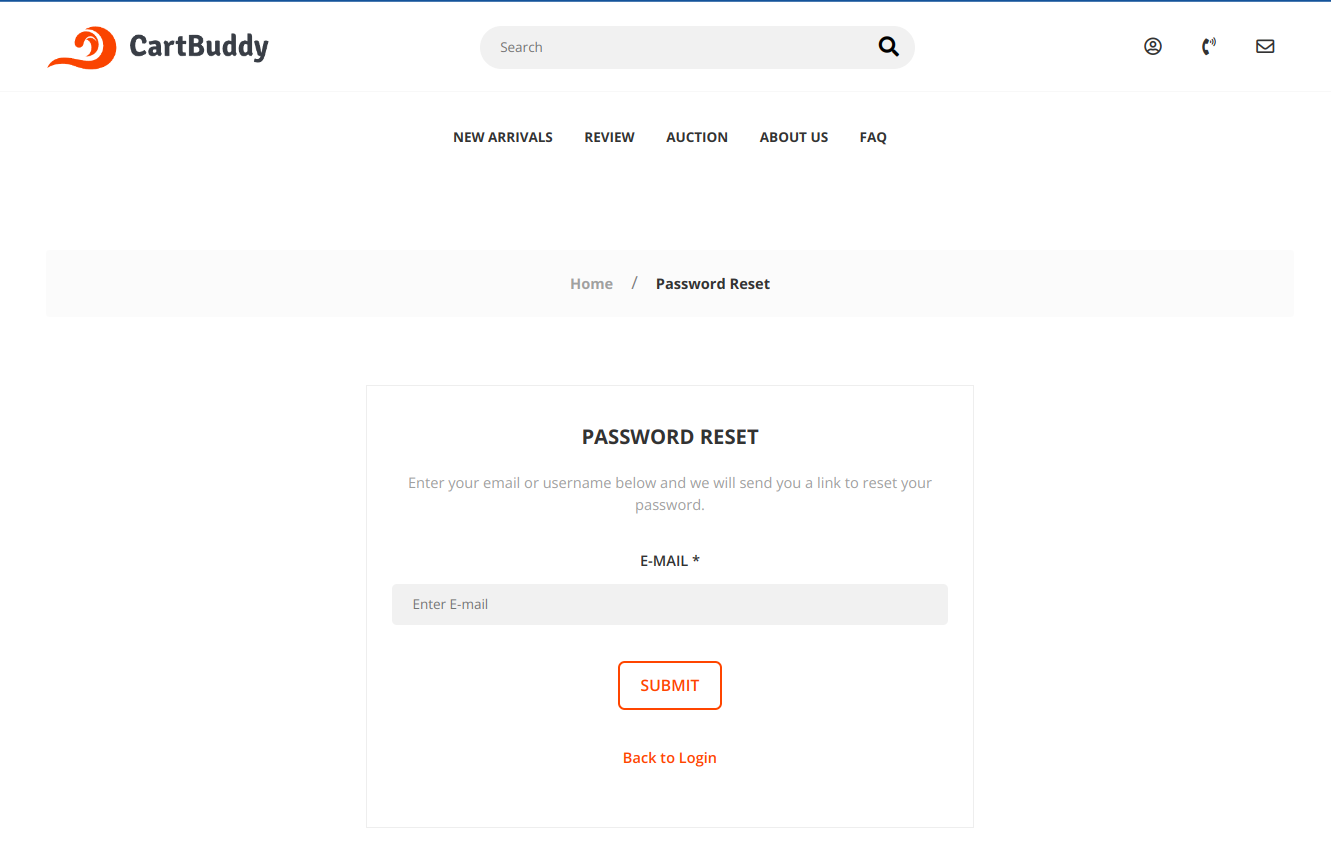 CartBuddy
Search
NEW ARRIVALS REVIEW AUCTION ABOUT US FAQ
Home / Password Reset
PASSWORD RESET
Enter your email or username below and we will send you a link to reset your
password.
E-MAIL *
Enter E-mail
SUBMIT
Back to Login